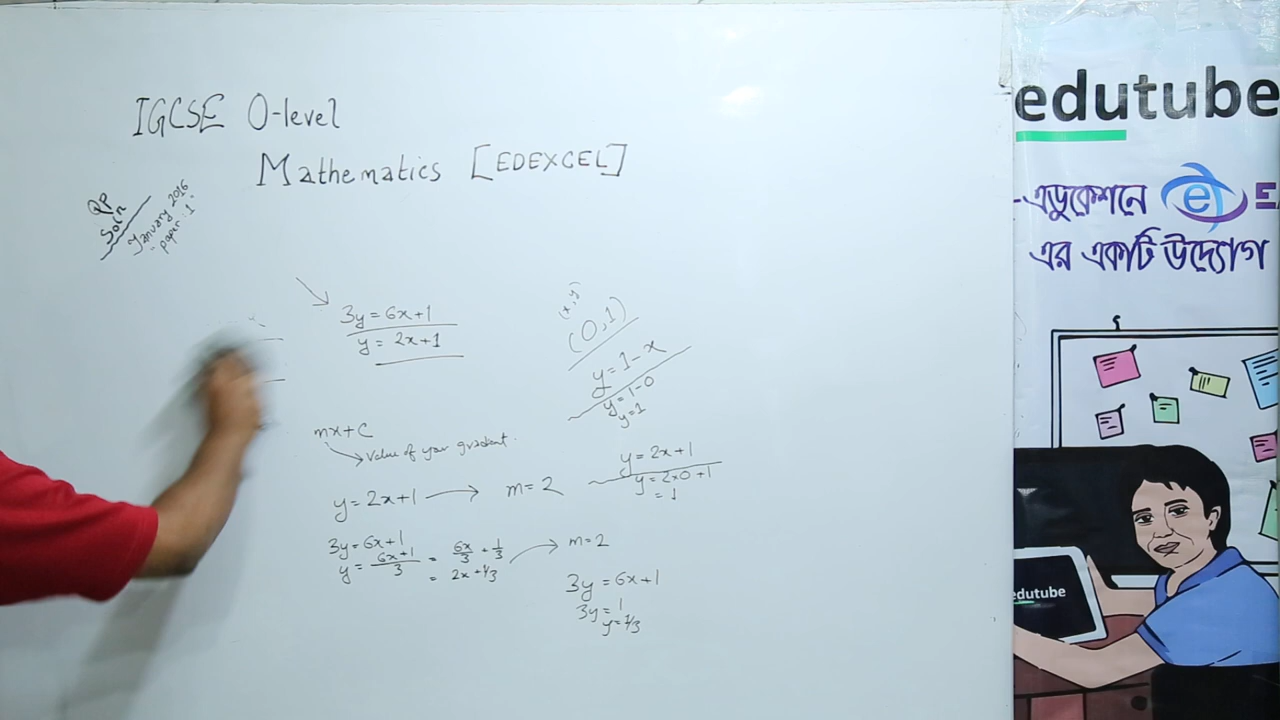 IGCSE O-level
Mathematics [EDEXCEL]
QP
Sol'n
January 2016
"paper:1"
3y = 6x+1
y = 2x+1
(x,y)
(0,1)
y = 1-x
y=1-0
y=1
mx+C
Value of your gradient
y = 2x+1 → m=2
y = 2x+1
y = 2x0 +1
= 1
3y = 6x+1
y = 6x+1/3 = 6x/3 + 1/3
= 2x + 1/3 → m=2
3y = 6x+1
3y = 1
y = 1/3
edutube
-এডুকেশনে e E
এর একটি উদ্যোগ
edutube